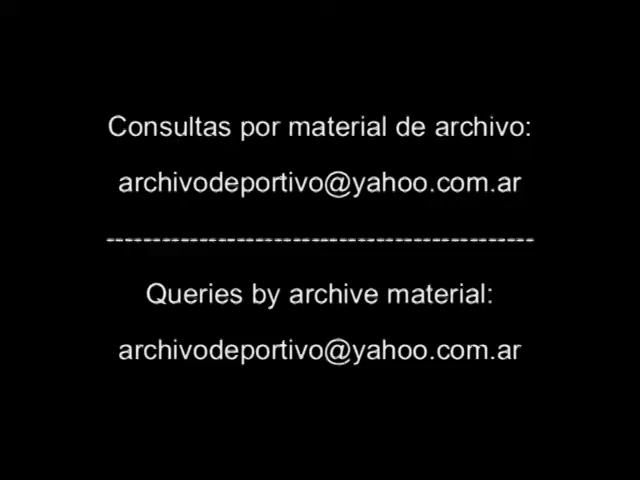 Consultas por material de archivo:
archivodeportivo@yahoo.com.ar
-----------------------------------------------
Queries by archive material:
archivodeportivo@yahoo.com.ar